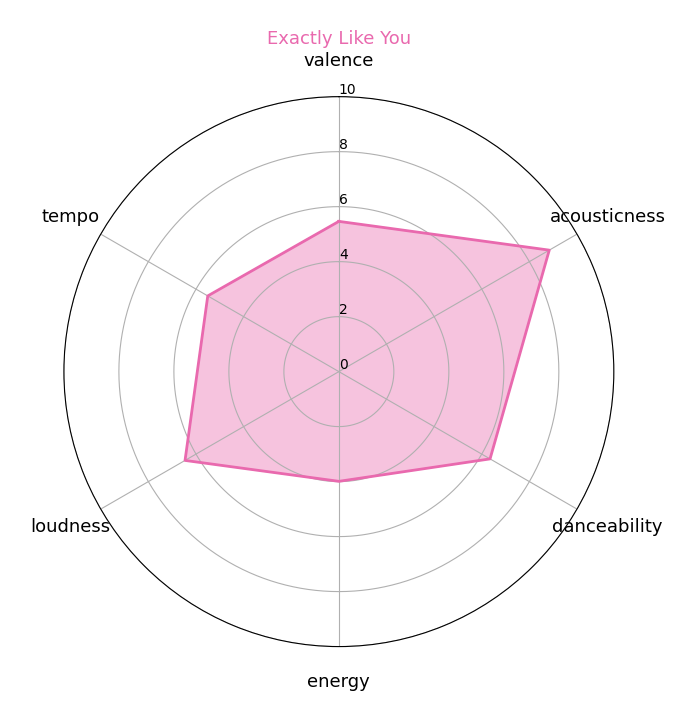 Exactly Like You
valence
10
8
tempo
acousticness
6
4
2
0
loudness
danceability
energy